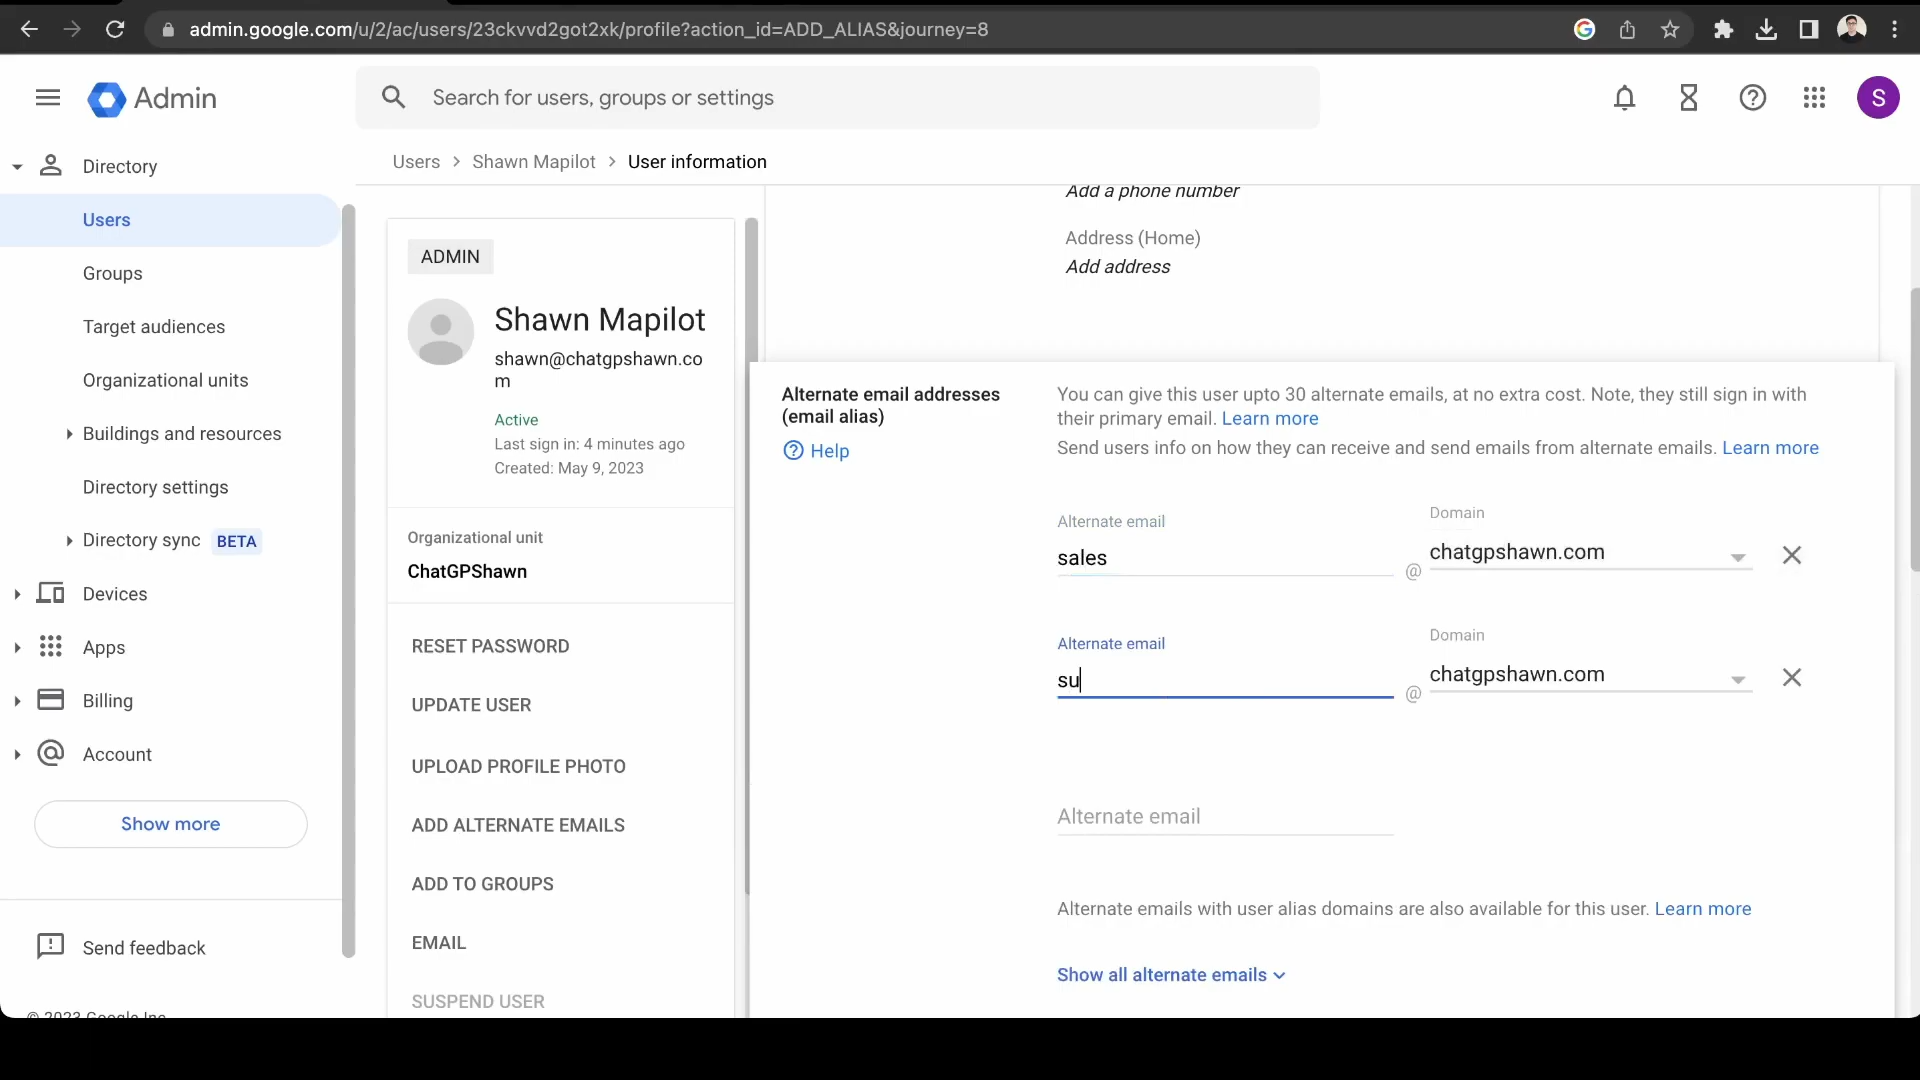 admin.google.com/u/2/ac/users/23ckvvd2got2xk/profile?action_id=ADD_ALIAS&journey=8
Admin
Search for users, groups or settings
S
Directory
Users
Groups
Target audiences
Organizational units
Buildings and resources
Directory settings
Directory sync BETA
Devices
Apps
Billing
Account
Show more
Send feedback
© 2023 Google Inc.
Users > Shawn Mapilot > User information
ADMIN
Shawn Mapilot
shawn@chatgpshawn.co
m
Active
Last sign in: 4 minutes ago
Created: May 9, 2023
Organizational unit
ChatGPShawn
RESET PASSWORD
UPDATE USER
UPLOAD PROFILE PHOTO
ADD ALTERNATE EMAILS
ADD TO GROUPS
EMAIL
SUSPEND USER
Add a phone number
Address (Home)
Add address
Alternate email addresses
(email alias)
Help
You can give this user upto 30 alternate emails, at no extra cost. Note, they still sign in with
their primary email. Learn more
Send users info on how they can receive and send emails from alternate emails. Learn more
Alternate email
Domain
sales @ chatgpshawn.com
Alternate email
Domain
su @ chatgpshawn.com
Alternate email
Alternate emails with user alias domains are also available for this user. Learn more
Show all alternate emails